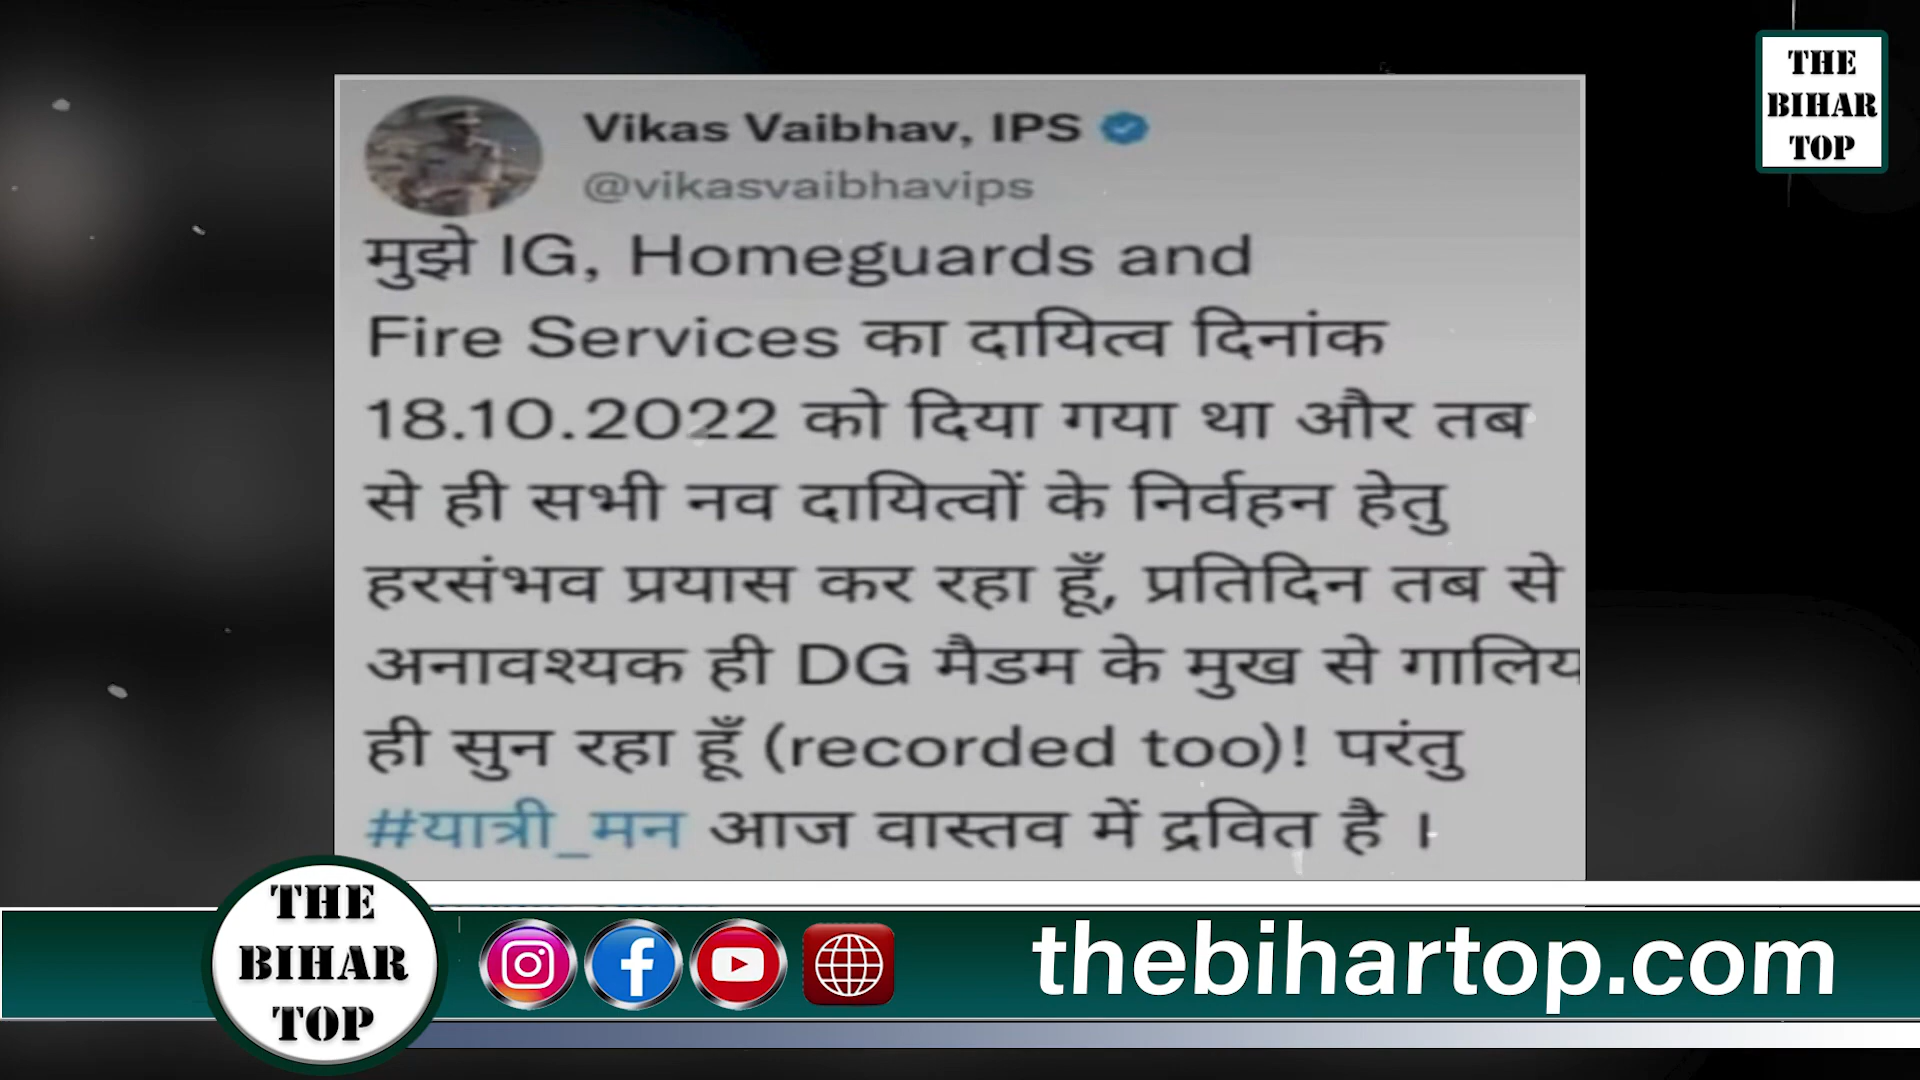 THE
BIHAR
TOP
Vikas Vaibhav, IPS
@vikasvaibhavips
मुझे IG, Homeguards and
Fire Services का दायित्व दिनांक
18.10.2022 को दिया गया था और तब
से ही सभी नव दायित्वों के निर्वहन हेतु
हरसंभव प्रयास कर रहा हूँ, प्रतिदिन तब से
अनावश्यक ही DG मैडम के मुख से गालिय
ही सुन रहा हूँ (recorded too)! परंतु
#यात्री_मन आज वास्तव में द्रवित है ।
THE
BIHAR
TOP
thebihartop.com